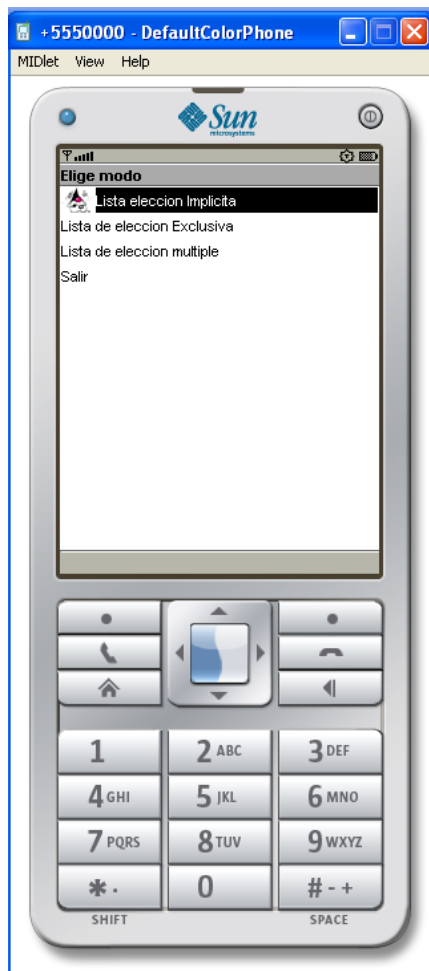 +5550000 - DefaultColorPhone
MIDlet View Help
Sun
microsystems
Elige modo
Lista eleccion Implicita
Lista de eleccion Exclusiva
Lista de eleccion multiple
Salir
1 2 ABC 3 DEF
4 GHI 5 JKL 6 MNO
7 PQRS 8 TUV 9 WXYZ
* . 0 # - +
SHIFT SPACE